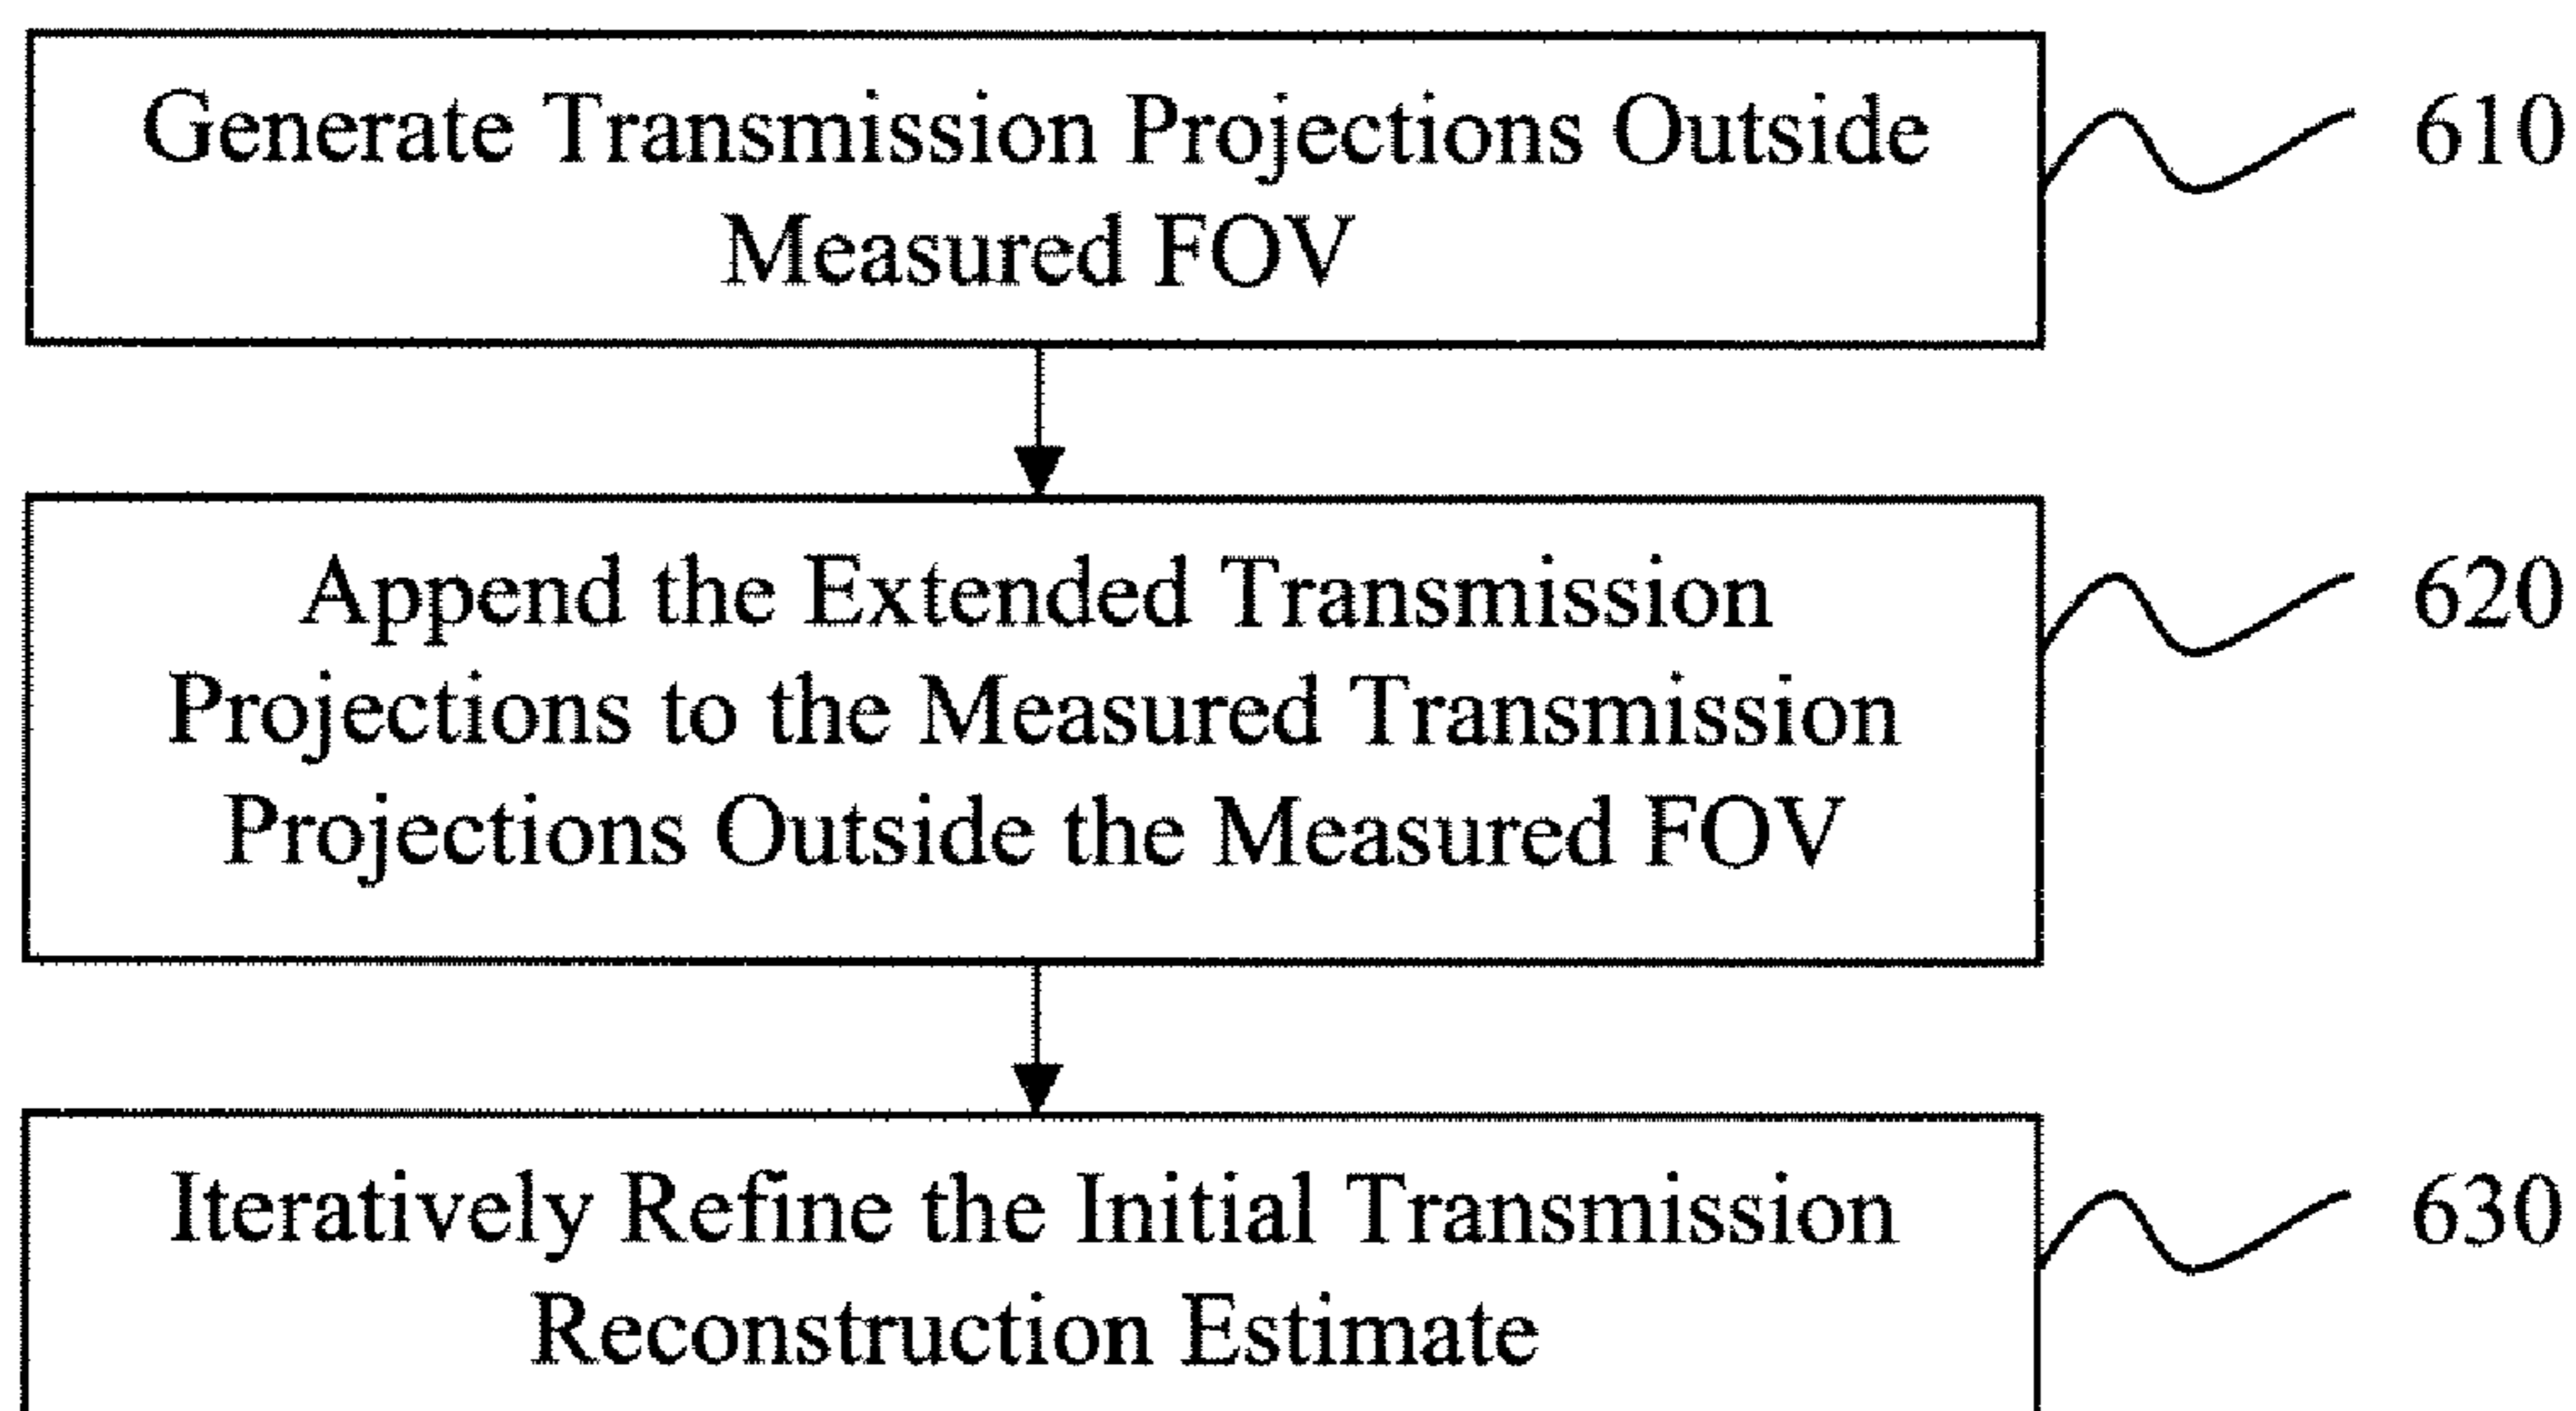 Generate Transmission Projections Outside
Measured FOV
610
Append the Extended Transmission
Projections to the Measured Transmission
Projections Outside the Measured FOV
620
Iteratively Refine the Initial Transmission
Reconstruction Estimate
630